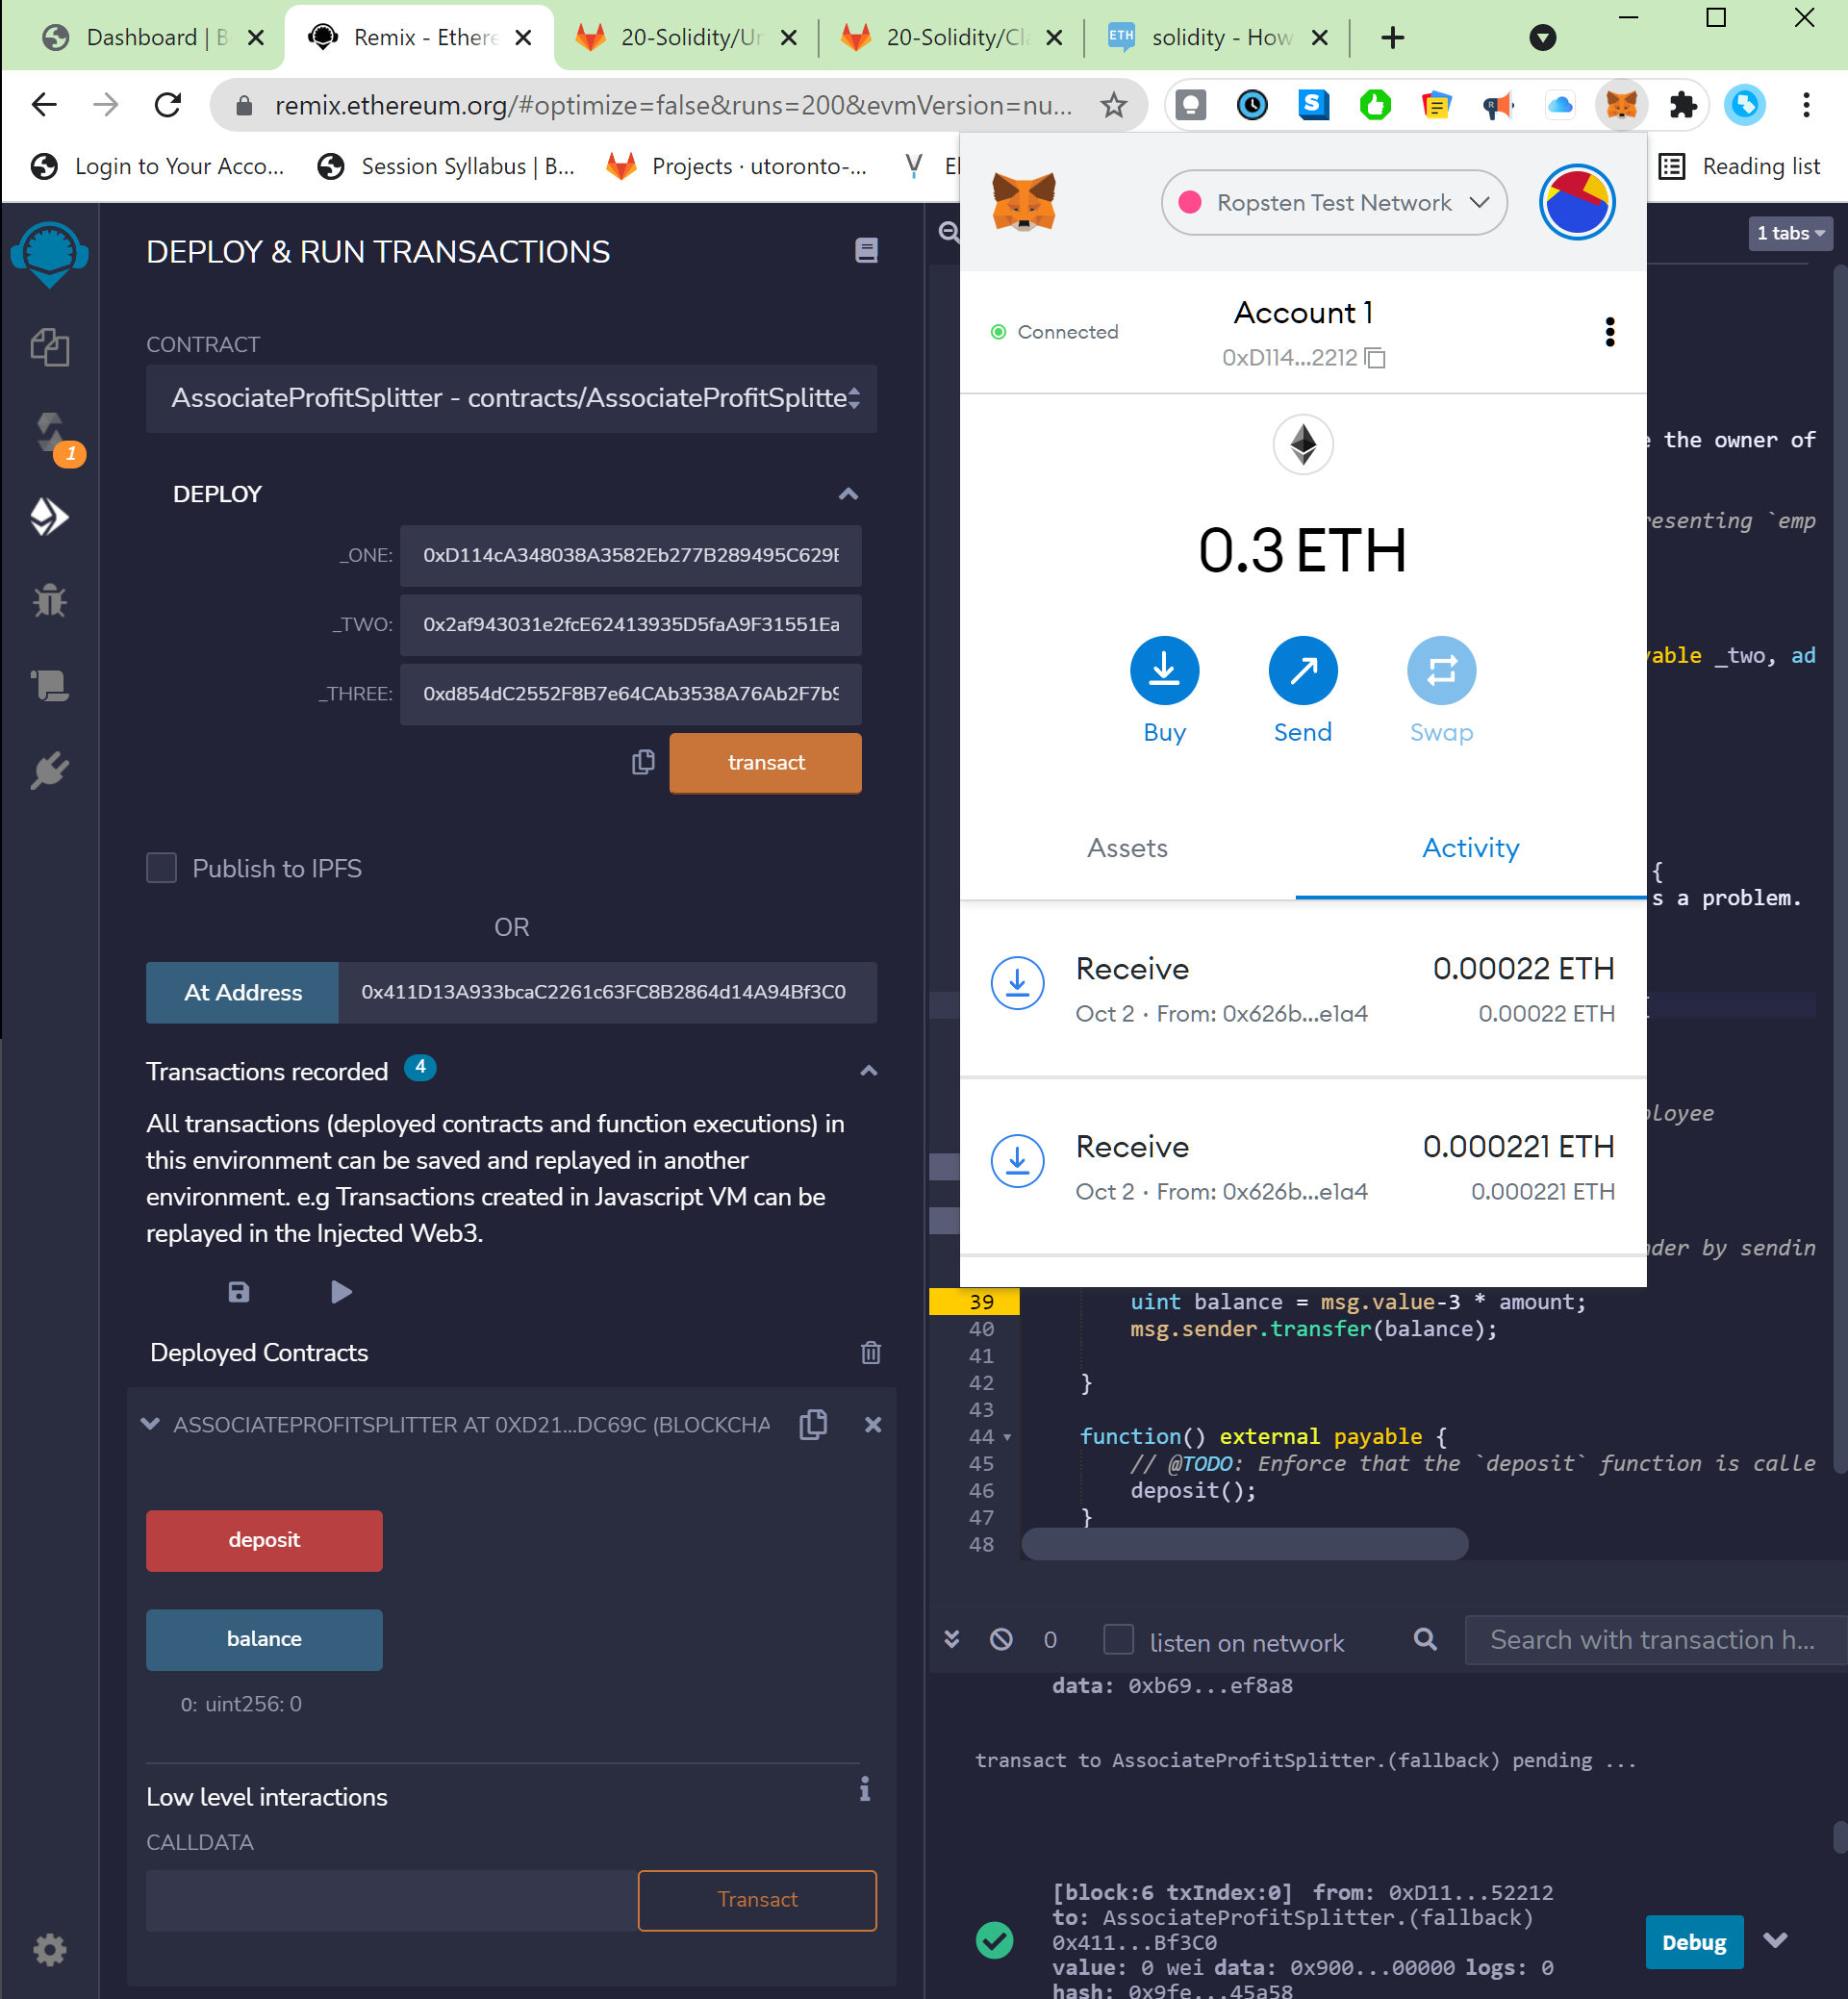 Dashboard | B
Remix - Ethere
20-Solidity/Un
20-Solidity/Cla
solidity - How
remix.ethereum.org/#optimize=false&runs=200&evmVersion=nu...
Login to Your Acco...
Session Syllabus | B...
Projects · utoronto-...
El
Reading list
DEPLOY & RUN TRANSACTIONS
CONTRACT
AssociateProfitSplitter - contracts/AssociateProfitSplitte
1
DEPLOY
_ONE:
0xD114cA348038A3582Eb277B289495C629E
_TWO:
0x2af943031e2fcE62413935D5faA9F31551Ea
_THREE:
0xd854dC2552F8B7e64CAb3538A76Ab2F7b9
transact
Publish to IPFS
OR
At Address
0x411D13A933bcaC2261c63FC8B2864d14A94Bf3C0
Transactions recorded 4
All transactions (deployed contracts and function executions) in
this environment can be saved and replayed in another
environment. e.g Transactions created in Javascript VM can be
replayed in the Injected Web3.
Deployed Contracts
ASSOCIATEPROFITSPLITTER AT 0XD21...DC69C (BLOCKCHA
deposit
balance
0: uint256: 0
Low level interactions
i
CALLDATA
Transact
Ropsten Test Network
Connected
Account 1
0xD114...2212
0.3 ETH
Buy
Send
Swap
Assets
Activity
Receive
0.00022 ETH
Oct 2 · From: 0x626b...e1a4
0.00022 ETH
Receive
0.000221 ETH
Oct 2 · From: 0x626b...e1a4
0.000221 ETH
1 tabs
e the owner of
resenting `emp
yable _two, ad
{
s a problem.
ployee
nder by sendin
39 uint balance = msg.value-3 * amount;
40 msg.sender.transfer(balance);
41
42 }
43
44 function() external payable {
45 // @TODO: Enforce that the `deposit` function is calle
46 deposit();
47 }
48
0
listen on network
Search with transaction h...
data: 0xb69...ef8a8
transact to AssociateProfitSplitter.(fallback) pending ...
[block:6 txIndex:0] from: 0xD11...52212
to: AssociateProfitSplitter.(fallback)
0x411...Bf3C0
value: 0 wei data: 0x900...00000 logs: 0
hash: 0x9fe...45a58
Debug